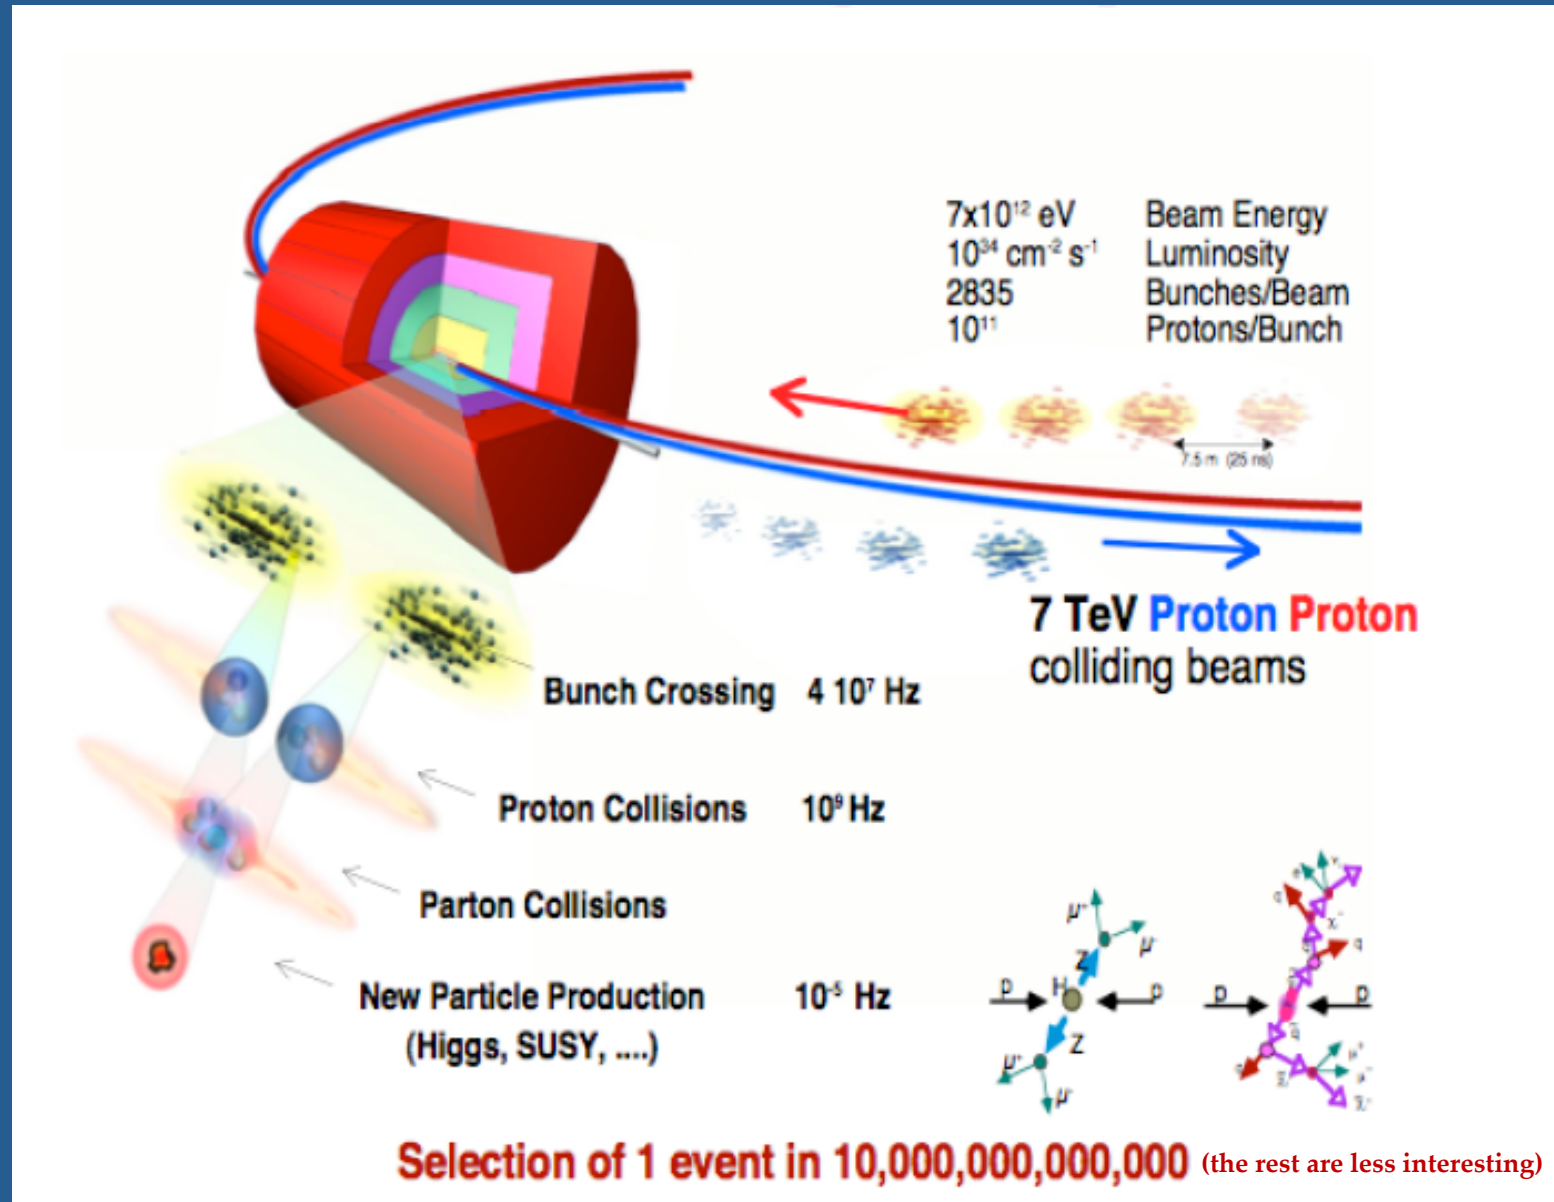 7x10¹² eV Beam Energy
10³⁴ cm⁻² s⁻¹ Luminosity
2835 Bunches/Beam
10¹¹ Protons/Bunch
7.5 m (25 ns)
7 TeV Proton Proton
colliding beams
Bunch Crossing 4 10⁷ Hz
Proton Collisions 10⁹ Hz
Parton Collisions
New Particle Production 10⁻⁵ Hz
(Higgs, SUSY, ....)
μ⁺
μ⁻
Z
p H p
Z
μ⁺
μ⁻
q
q
p p
q
Selection of 1 event in 10,000,000,000,000 (the rest are less interesting)